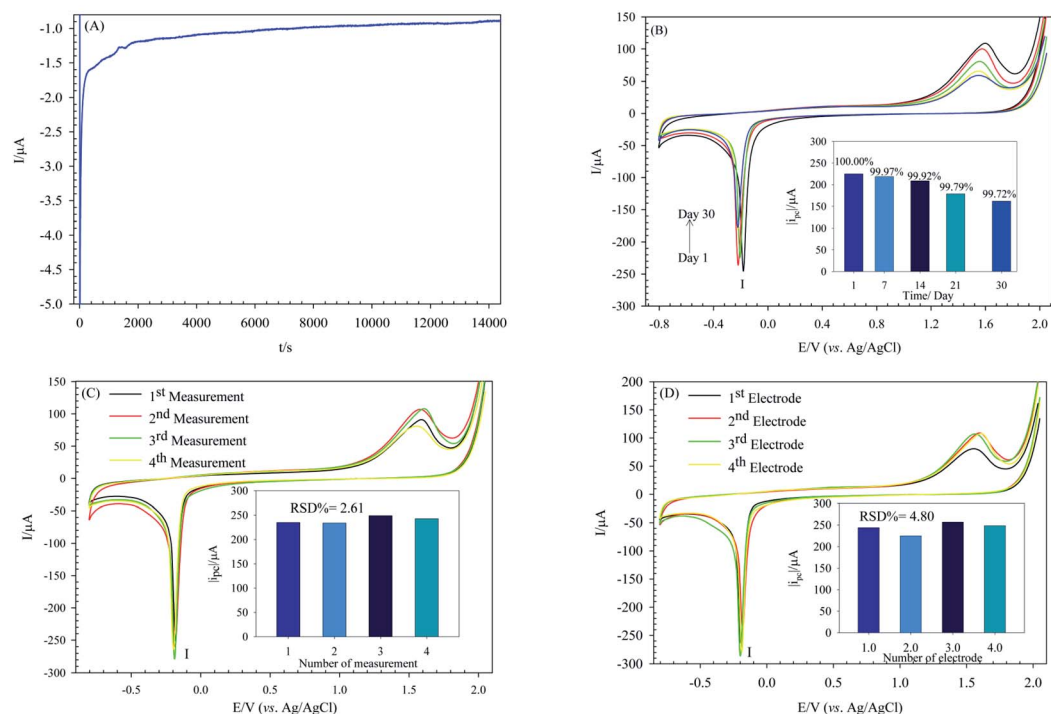 (A)
I/µA
-1.0
-1.5
-2.0
-2.5
-3.0
-3.5
-4.0
-4.5
-5.0
0 2000 4000 6000 8000 10000 12000 14000
t/s
(B)
I/µA
150
100
50
0
-50
-100
-150
-200
-250
-300
Day 30
Day 1
I
|ipc|/µA
250
200
150
100
50
0
100.00% 99.97% 99.92% 99.79% 99.72%
1 7 14 21 30
Time/ Day
-0.8 -0.4 0.0 0.4 0.8 1.2 1.6 2.0
E/V (vs. Ag/AgCl)
(C)
1st Measurement
2nd Measurement
3rd Measurement
4th Measurement
I/µA
150
100
50
0
-50
-100
-150
-200
-250
-300
I
|ipc|/µA
300
250
200
150
100
50
0
RSD%= 2.61
1 2 3 4
Number of measurement
0.0 0.5 1.0 1.5 2.0
E/V (vs. Ag/AgCl)
(D)
1st Electrode
2nd Electrode
3rd Electrode
4th Electrode
I/µA
200
150
100
50
0
-50
-100
-150
-200
-250
-300
I
|ipc|/µA
300
250
200
150
100
50
0
RSD%= 4.80
1.0 2.0 3.0 4.0
Number of electrode
-0.5 0.0 0.5 1.0 1.5 2.0
E/V (vs. Ag/AgCl)